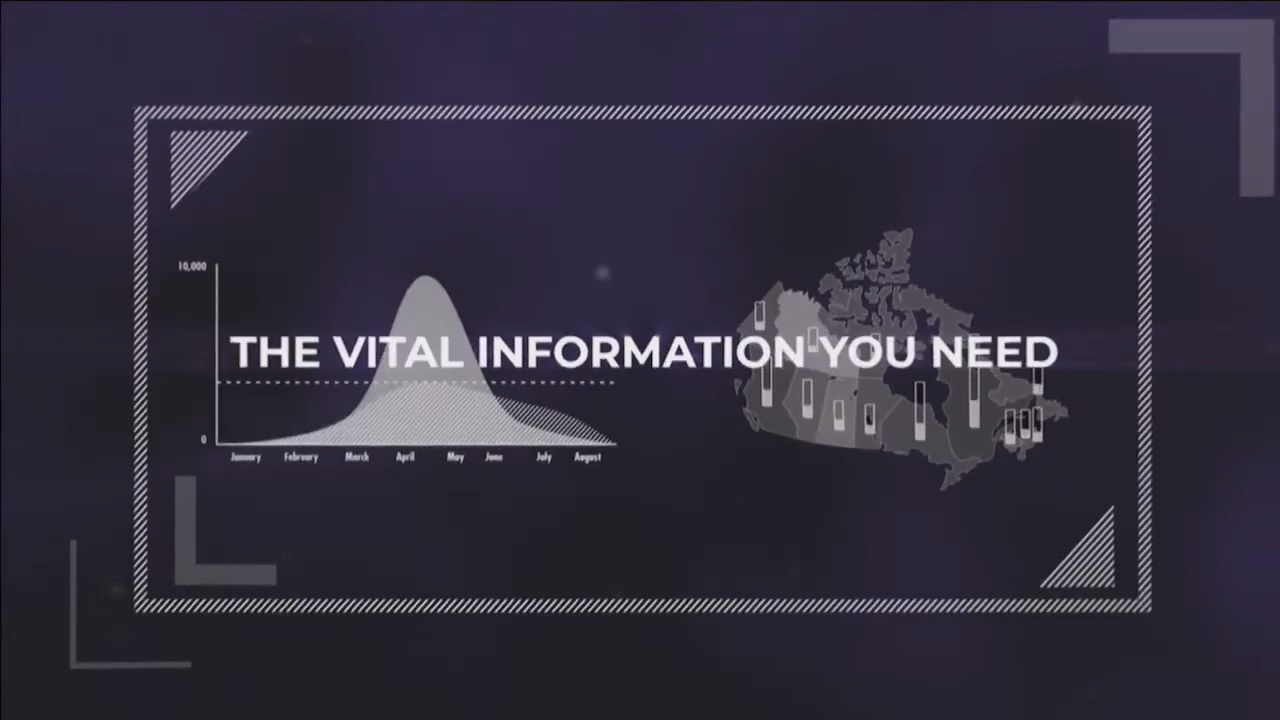 10,000
THE VITAL INFORMATION YOU NEED
0
January February March April May June July August